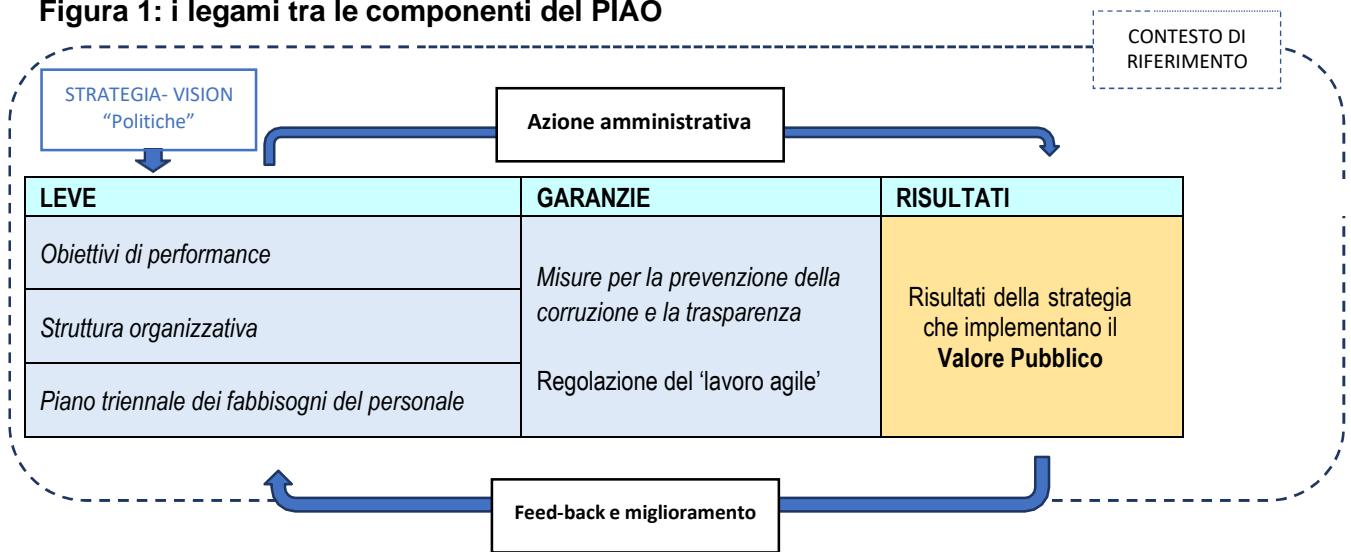 Figura 1: i legami tra le componenti del PIAO
CONTESTO DI
RIFERIMENTO
STRATEGIA- VISION
“Politiche”
Azione amministrativa
LEVE
GARANZIE
RISULTATI
Obiettivi di performance
Struttura organizzativa
Piano triennale dei fabbisogni del personale
Misure per la prevenzione della
corruzione e la trasparenza
Regolazione del ‘lavoro agile’
Risultati della strategia
che implementano il
Valore Pubblico
Feed-back e miglioramento